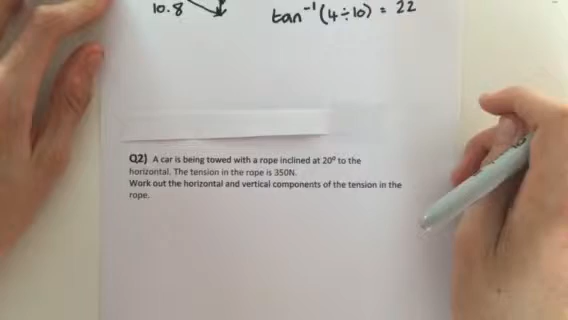 10.8
tan⁻¹(4÷10) = 22
Q2) A car is being towed with a rope inclined at 20° to the
horizontal. The tension in the rope is 350N.
Work out the horizontal and vertical components of the tension in the
rope.